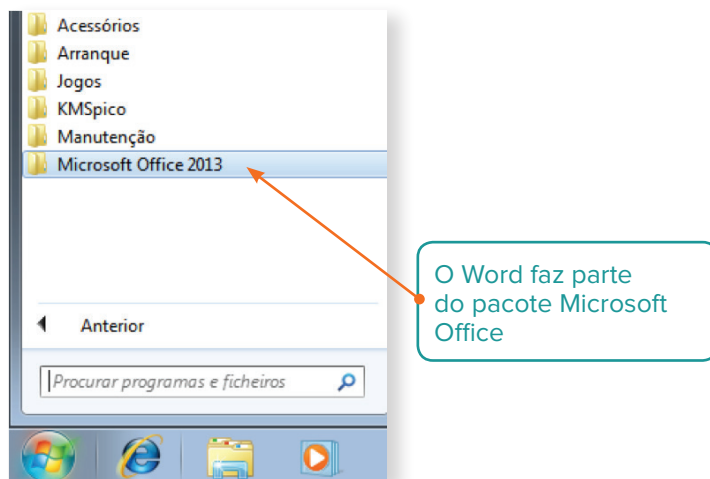 Acessórios
Arranque
Jogos
KMSpico
Manutenção
Microsoft Office 2013
Anterior
Procurar programas e ficheiros
O Word faz parte
do pacote Microsoft
Office